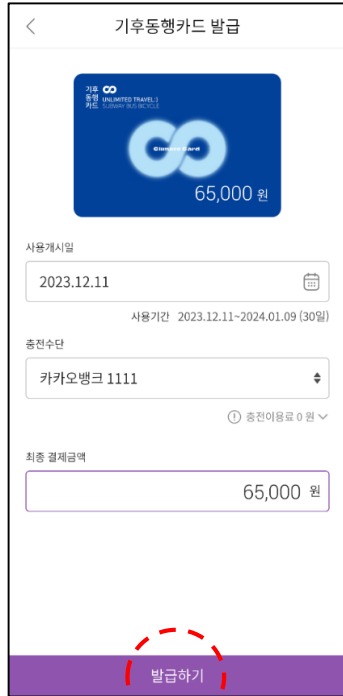 기후동행카드 발급
기후
동행
카드
UNLIMITED TRAVEL:)
SUBWAY BUS BICYCLE
Climate Card
65,000 원
사용개시일
2023.12.11
사용기간 2023.12.11~2024.01.09 (30일)
충전수단
카카오뱅크 1111
충전이용료 0 원
최종 결제금액
65,000 원
발급하기